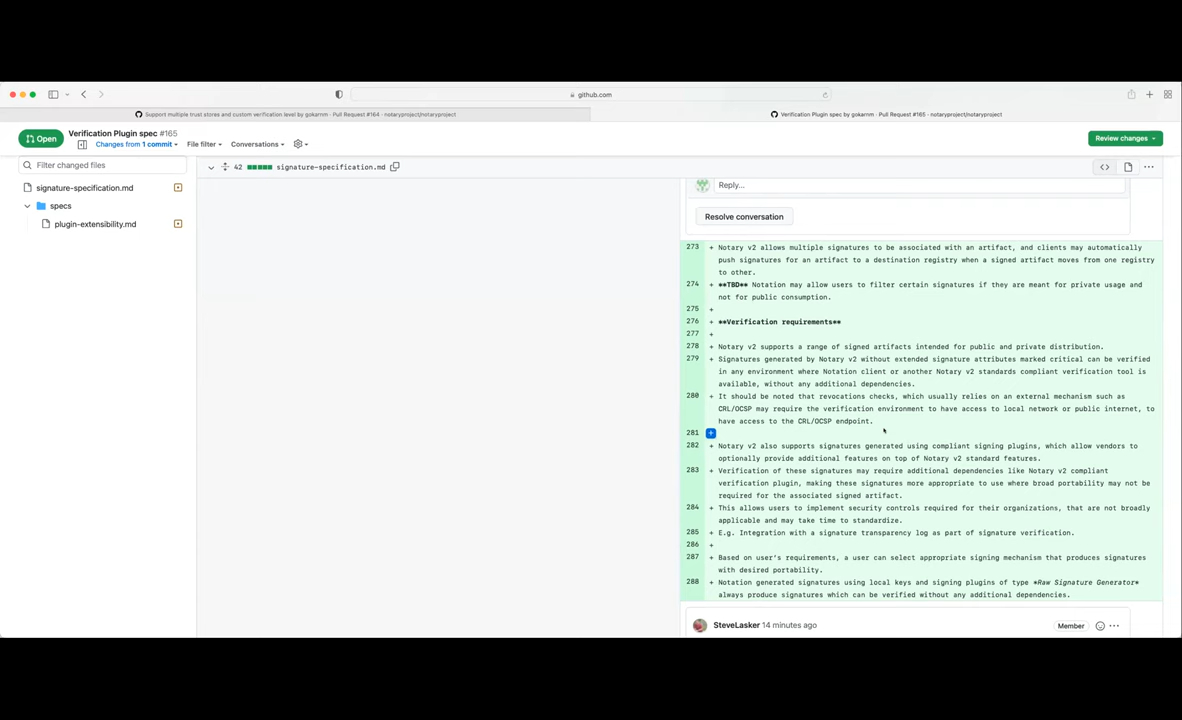 github.com
Support multiple trust stores and custom verification level by gokarnm · Pull Request #164 · notaryproject/notaryproject
Verification Plugin spec by gokarnm · Pull Request #165 · notaryproject/notaryproject
Open
Verification Plugin spec #165
Changes from 1 commit
File filter
Conversations
Review changes
Filter changed files
42
signature-specification.md
signature-specification.md
specs
plugin-extensibility.md
Reply...
Resolve conversation
273 + Notary v2 allows multiple signatures to be associated with an artifact, and clients may automatically
push signatures for an artifact to a destination registry when a signed artifact moves from one registry
to other.
274 + **TBD** Notation may allow users to filter certain signatures if they are meant for private usage and
not for public consumption.
275 +
276 + **Verification requirements**
277 +
278 + Notary v2 supports a range of signed artifacts intended for public and private distribution.
279 + Signatures generated by Notary v2 without extended signature attributes marked critical can be verified
in any environment where Notation client or another Notary v2 standards compliant verification tool is
available, without any additional dependencies.
280 + It should be noted that revocations checks, which usually relies on an external mechanism such as
CRL/OCSP may require the verification environment to have access to local network or public internet, to
have access to the CRL/OCSP endpoint.
281 +
282 + Notary v2 also supports signatures generated using compliant signing plugins, which allow vendors to
optionally provide additional features on top of Notary v2 standard features.
283 + Verification of these signatures may require additional dependencies like Notary v2 compliant
verification plugin, making these signatures more appropriate to use where broad portability may not be
required for the associated signed artifact.
284 + This allows users to implement security controls required for their organizations, that are not broadly
applicable and may take time to standardize.
285 + E.g. Integration with a signature transparency log as part of signature verification.
286 +
287 + Based on user's requirements, a user can select appropriate signing mechanism that produces signatures
with desired portability.
288 + Notation generated signatures using local keys and signing plugins of type *Raw Signature Generator*
always produce signatures which can be verified without any additional dependencies.
SteveLasker 14 minutes ago
Member